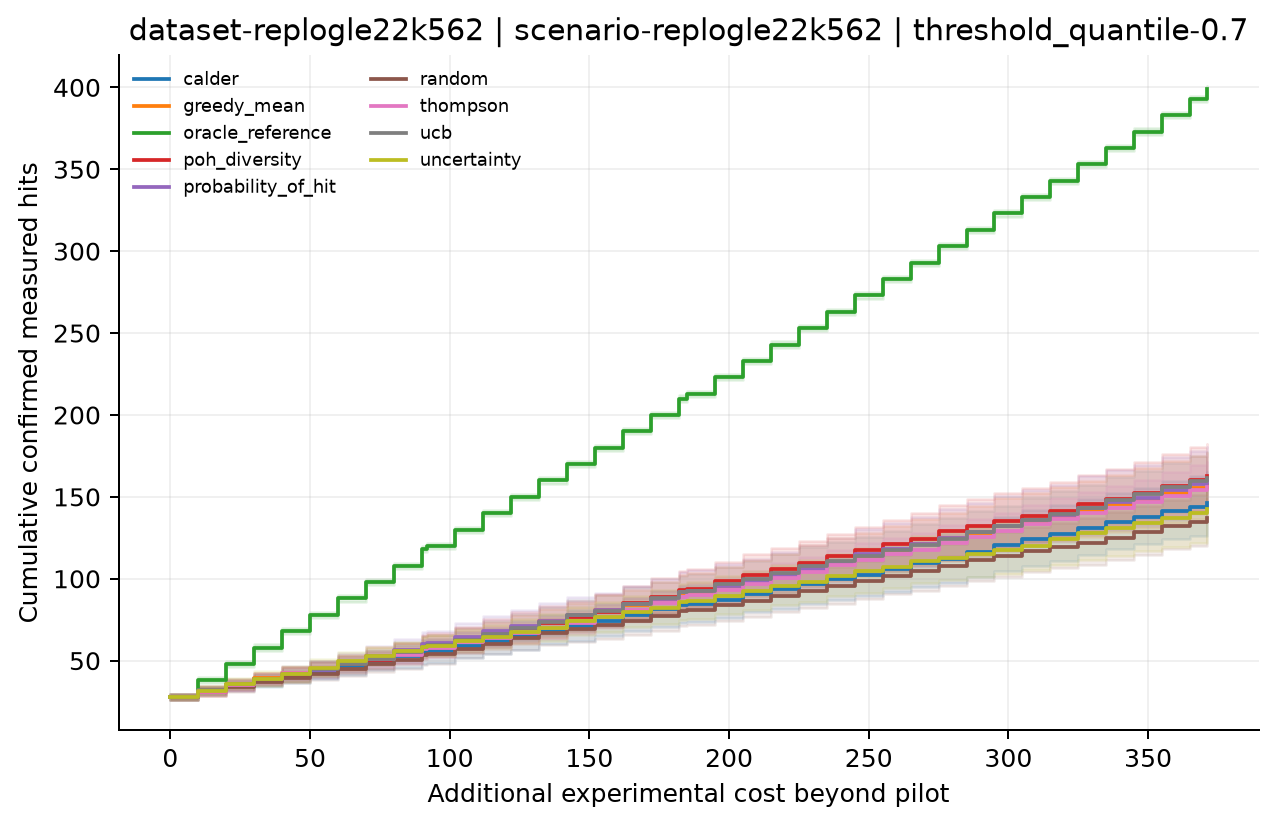 dataset-replogle22k562 | scenario-replogle22k562 | threshold_quantile-0.7
calder
greedy_mean
oracle_reference
poh_diversity
probability_of_hit
random
thompson
ucb
uncertainty
Cumulative confirmed measured hits
400
350
300
250
200
150
100
50
0 50 100 150 200 250 300 350
Additional experimental cost beyond pilot